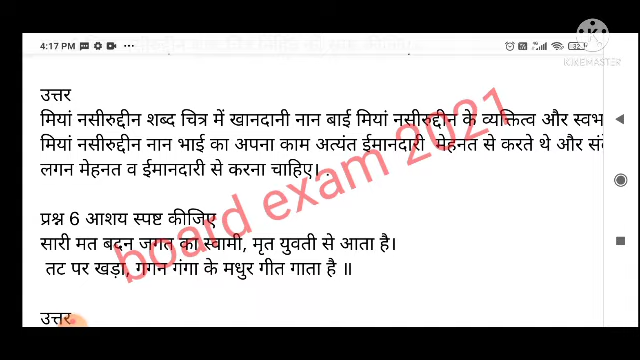 4:17 PM
32
KINEMASTER
उत्तर
मियां नसीरुद्दीन शब्द चित्र में खानदानी नान बाई मियां नसीरुद्दीन के व्यक्तित्व और स्वभ
मियां नसीरुद्दीन नान भाई का अपना काम अत्यंत ईमानदारी मेहनत से करते थे और संदे
लगन मेहनत व ईमानदारी से करना चाहिए। .
board exam 2021
प्रश्न 6 आशय स्पष्ट कीजिए
सारी मत बदन जगत का स्वामी, मृत युवती से आता है।
तट पर खड़ा, गगन गंगा के मधुर गीत गाता है ॥
उत्तर